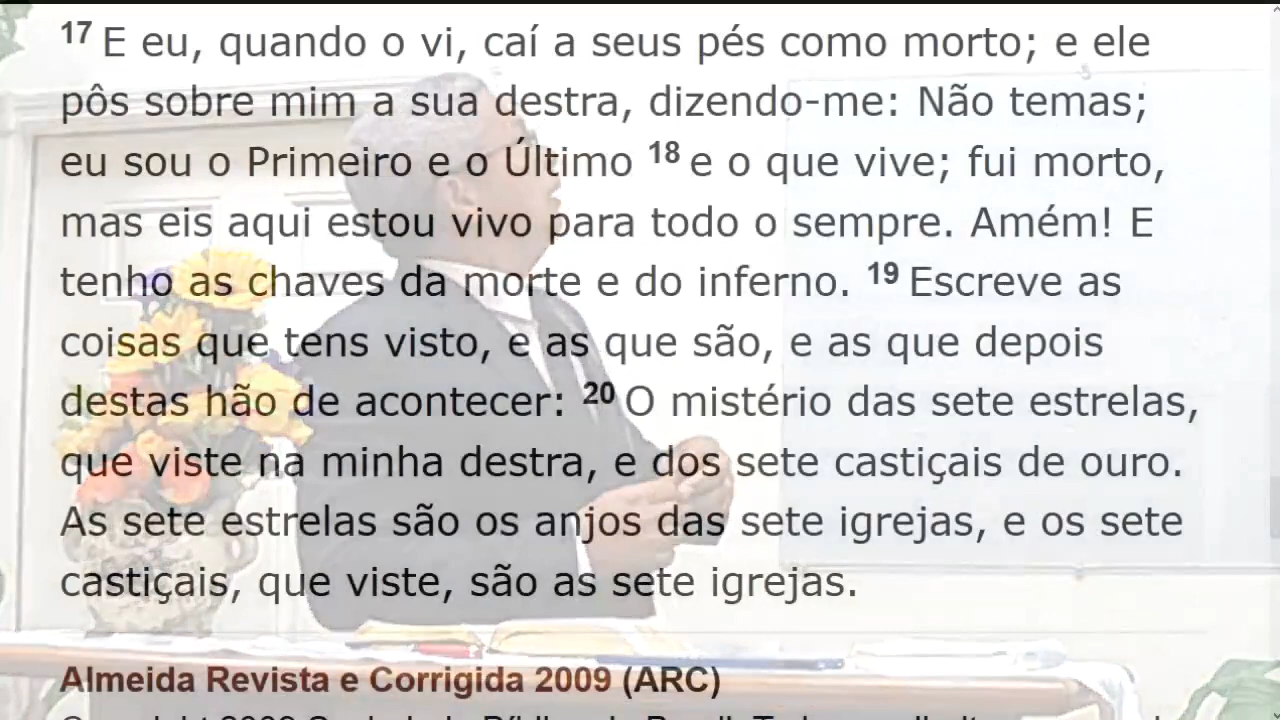 17 E eu, quando o vi, caí a seus pés como morto; e ele
pôs sobre mim a sua destra, dizendo-me: Não temas;
eu sou o Primeiro e o Último 18 e o que vive; fui morto,
mas eis aqui estou vivo para todo o sempre. Amém! E
tenho as chaves da morte e do inferno. 19 Escreve as
coisas que tens visto, e as que são, e as que depois
destas hão de acontecer: 20 O mistério das sete estrelas,
que viste na minha destra, e dos sete castiçais de ouro.
As sete estrelas são os anjos das sete igrejas, e os sete
castiçais, que viste, são as sete igrejas.
Almeida Revista e Corrigida 2009 (ARC)